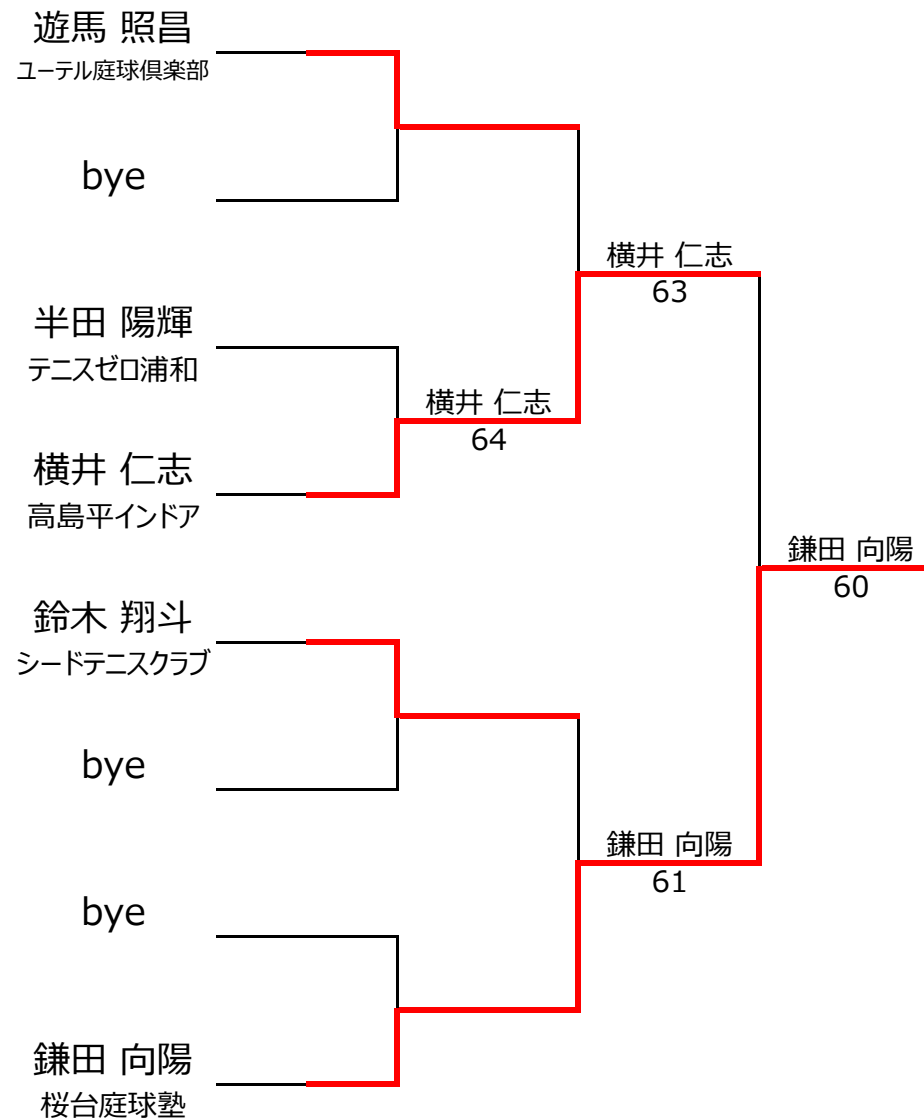 遊馬 照昌
ユーテル庭球倶楽部
bye
横井 仁志
63
半田 陽輝
テニスゼロ浦和
横井 仁志
64
横井 仁志
高島平インドア
鎌田 向陽
60
鈴木 翔斗
シードテニスクラブ
bye
鎌田 向陽
61
bye
鎌田 向陽
桜台庭球塾